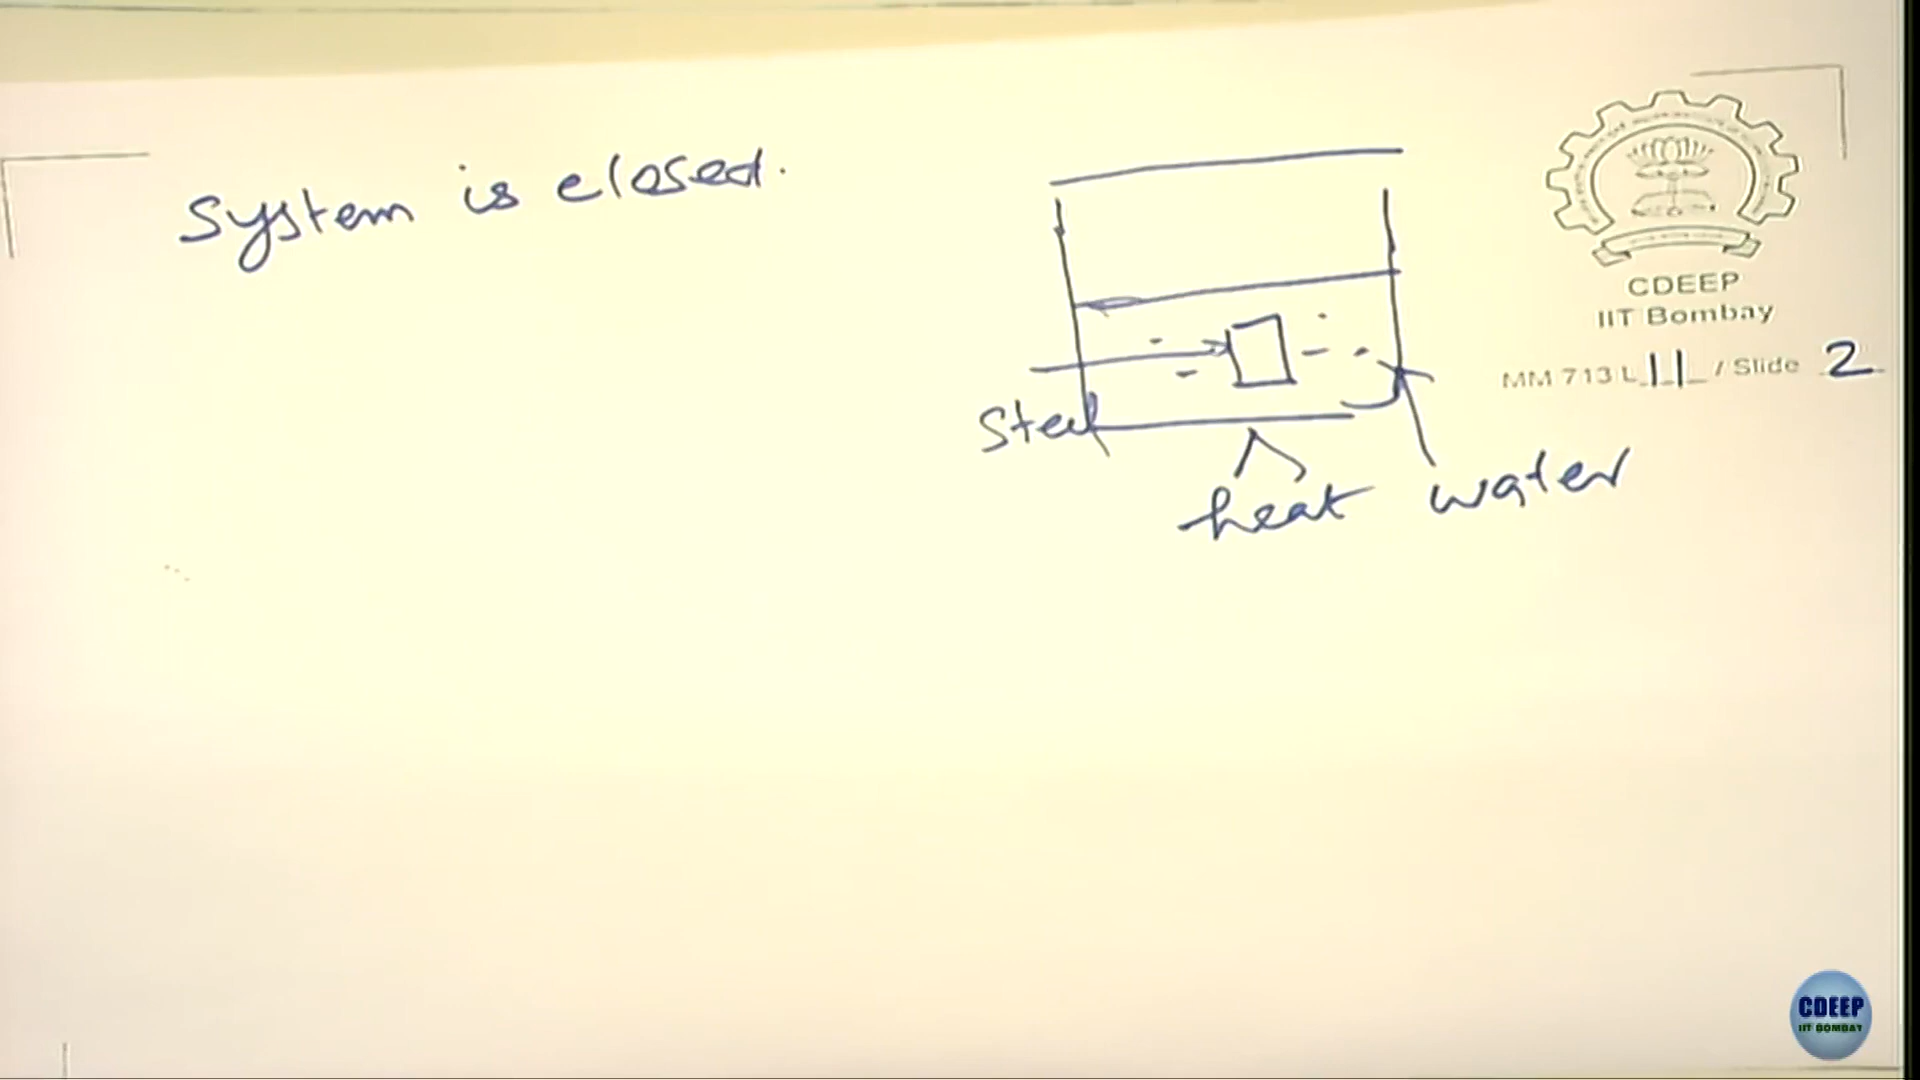 System is closed.
CDEEP
IIT Bombay
MM 713 L 11 / Slide 2
Steel
heat
water
CDEEP
IIT BOMBAY